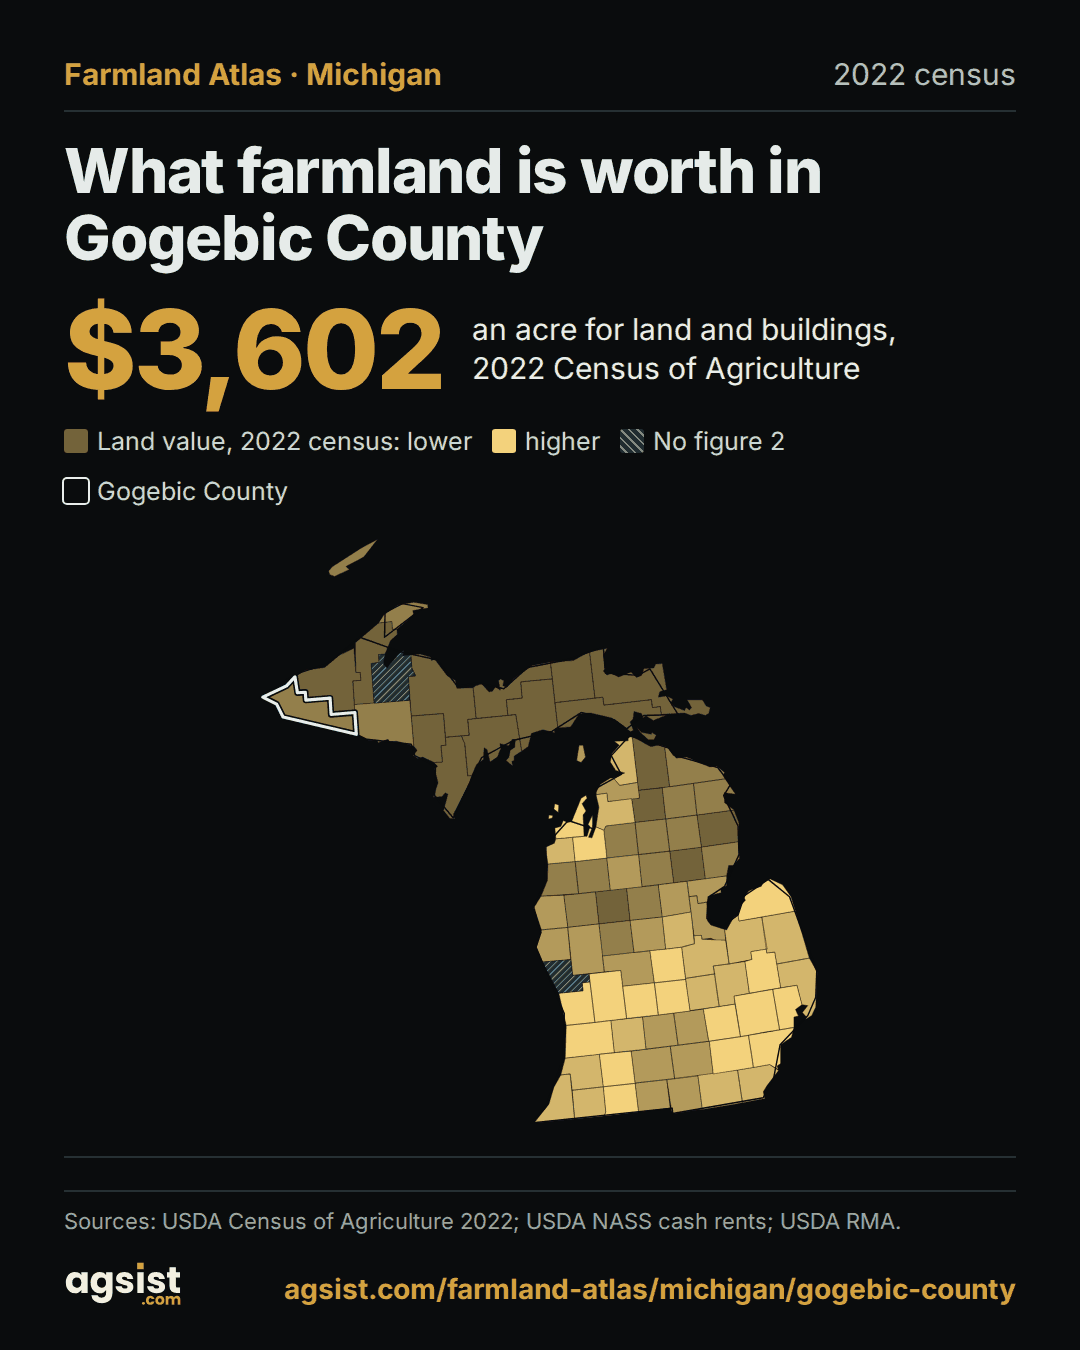 Farmland Atlas · Michigan
2022 census
What farmland is worth in
Gogebic County
$3,602
an acre for land and buildings,
2022 Census of Agriculture
Land value, 2022 census: lower
higher
No figure 2
Gogebic County
Sources: USDA Census of Agriculture 2022; USDA NASS cash rents; USDA RMA.
agsist
.com
agsist.com/farmland-atlas/michigan/gogebic-county